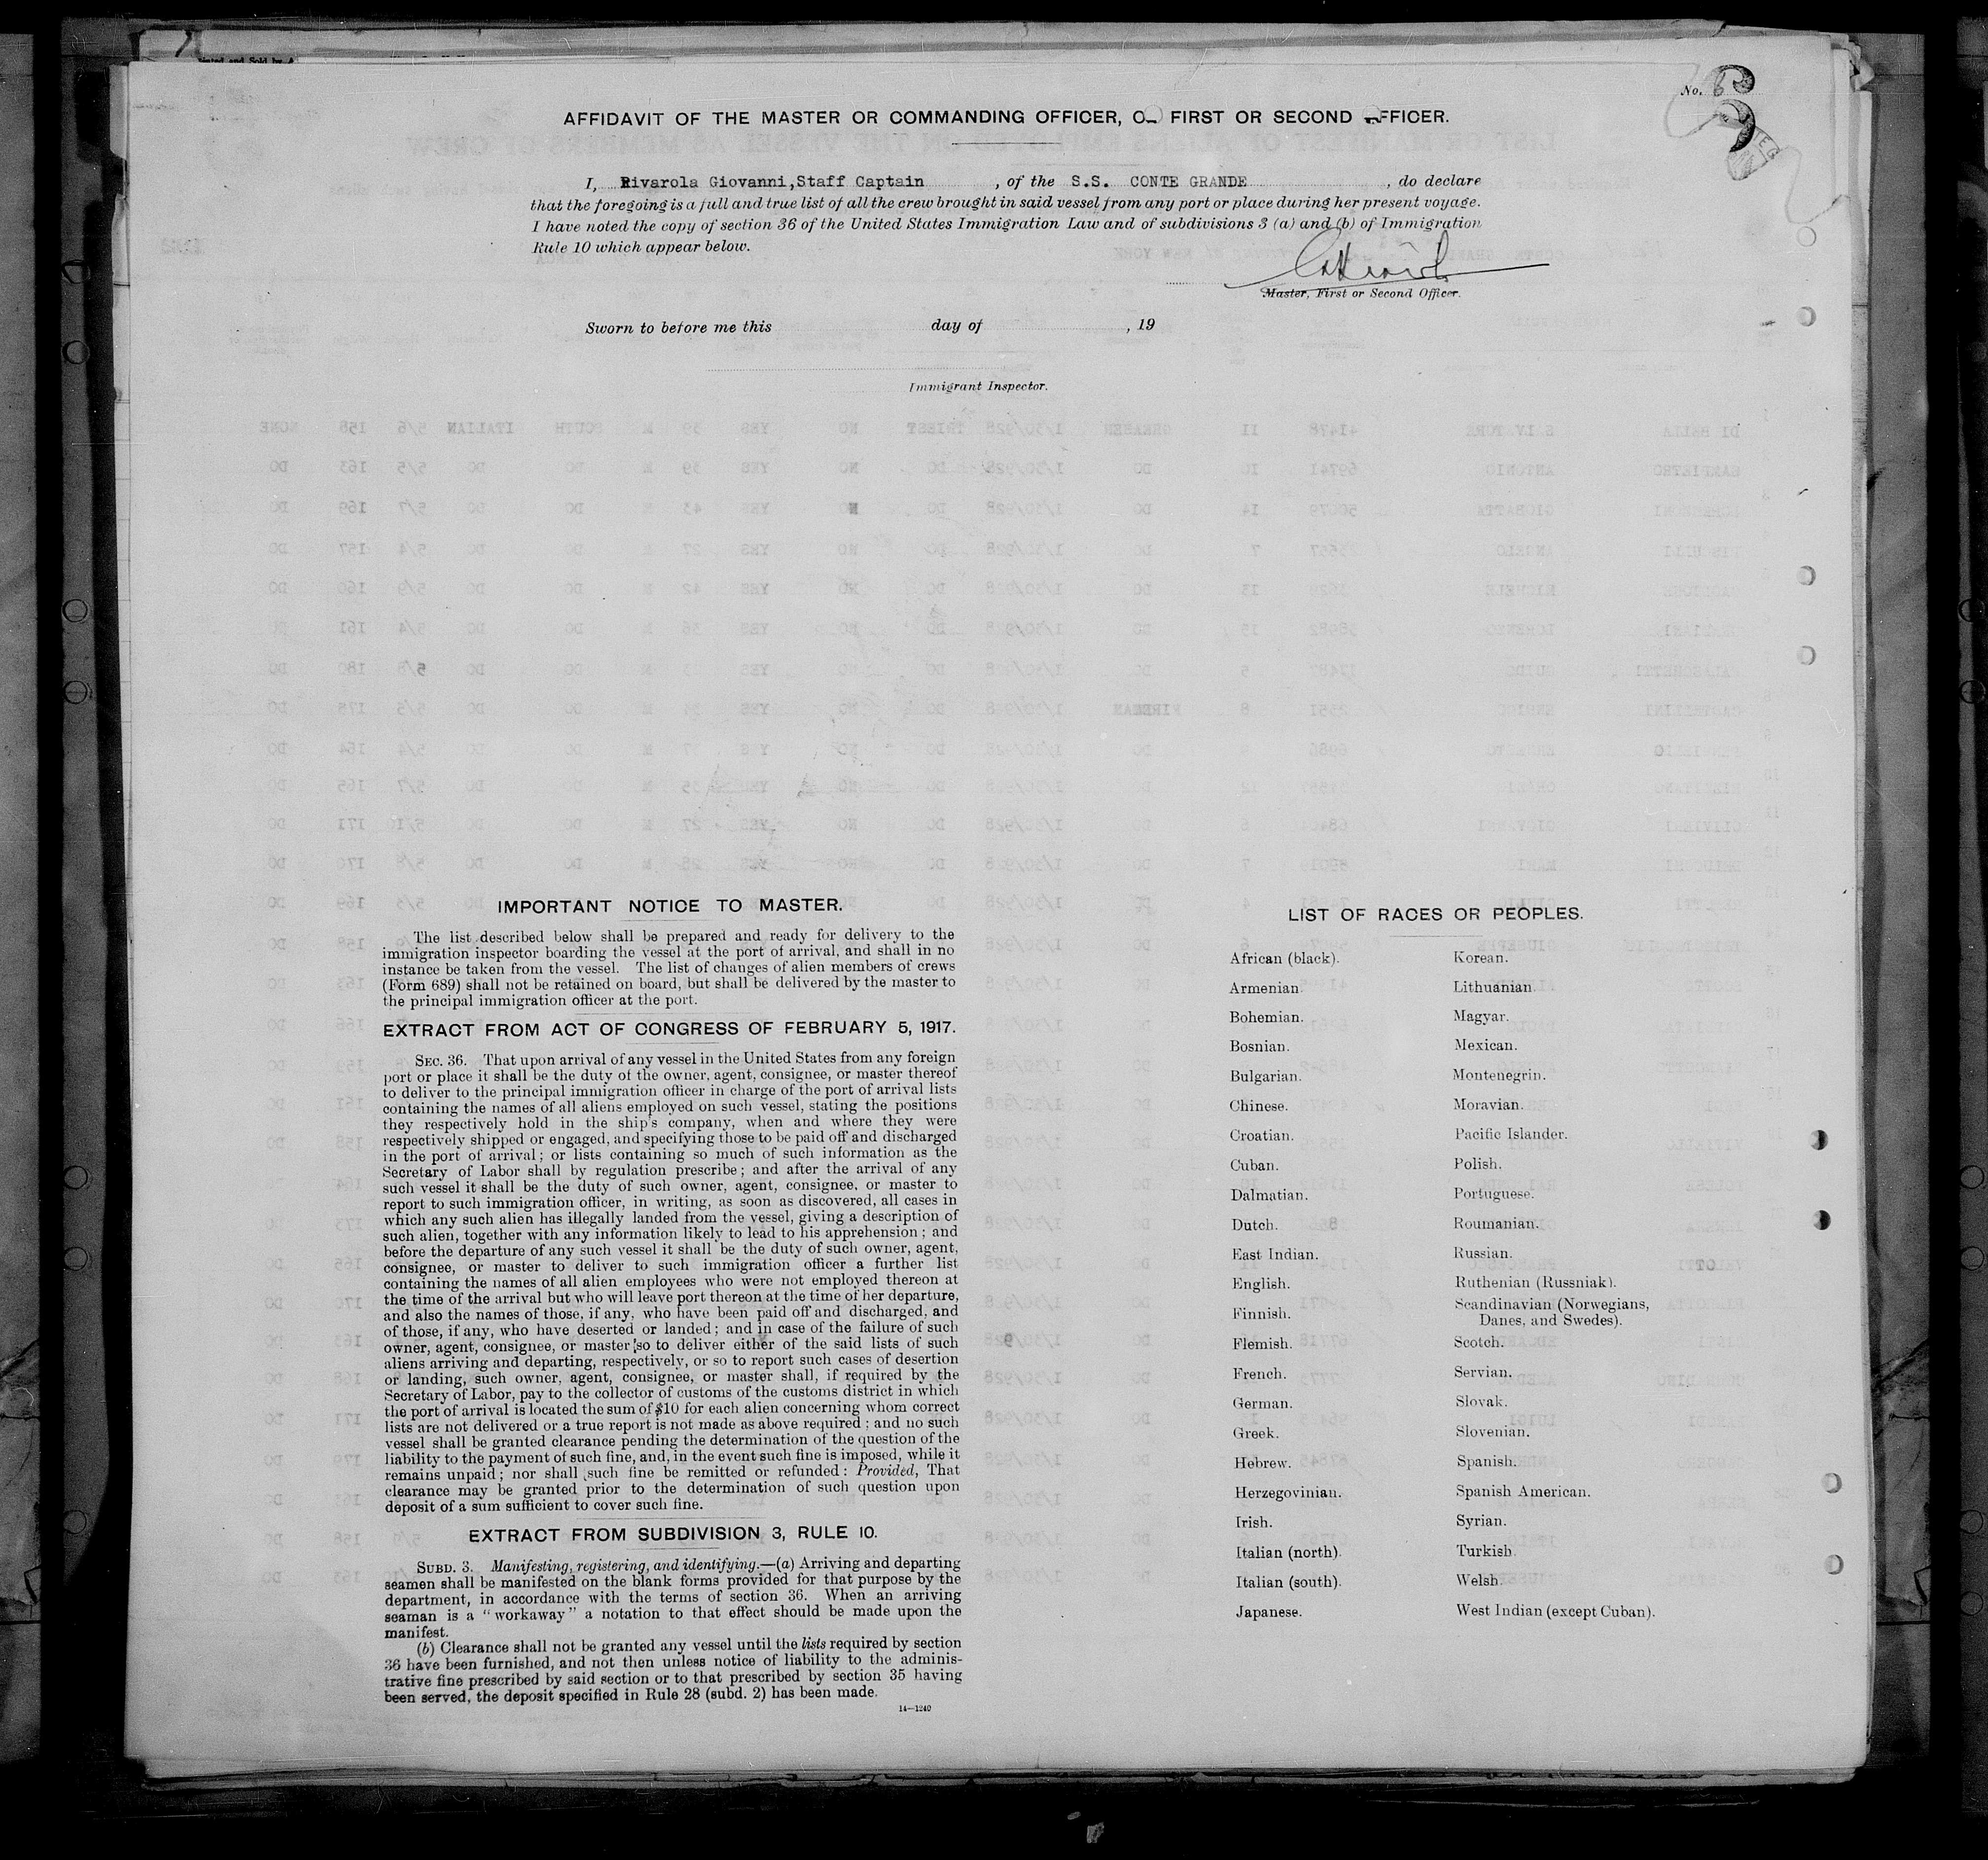 No. 6
AFFIDAVIT OF THE MASTER OR COMMANDING OFFICER, O FIRST OR SECOND FFICER.
I, Rivarola Giovanni, Staff Captain , of the S.S. CONTE GRANDE , do declare
that the foregoing is a full and true list of all the crew brought in said vessel from any port or place during her present voyage.
I have noted the copy of section 36 of the United States Immigration Law and of subdivisions 3 (a) and (b) of Immigration
Rule 10 which appear below.
Master, First or Second Officer.
Sworn to before me this day of , 19
Immigrant Inspector.
IMPORTANT NOTICE TO MASTER.
The list described below shall be prepared and ready for delivery to the
immigration inspector boarding the vessel at the port of arrival, and shall in no
instance be taken from the vessel. The list of changes of alien members of crews
(Form 689) shall not be retained on board, but shall be delivered by the master to
the principal immigration officer at the port.
EXTRACT FROM ACT OF CONGRESS OF FEBRUARY 5, 1917.
SEC. 36. That upon arrival of any vessel in the United States from any foreign
port or place it shall be the duty of the owner, agent, consignee, or master thereof
to deliver to the principal immigration officer in charge of the port of arrival lists
containing the names of all aliens employed on such vessel, stating the positions
they respectively hold in the ship's company, when and where they were
respectively shipped or engaged, and specifying those to be paid off and discharged
in the port of arrival; or lists containing so much of such information as the
Secretary of Labor shall by regulation prescribe; and after the arrival of any
such vessel it shall be the duty of such owner, agent, consignee, or master to
report to such immigration officer, in writing, as soon as discovered, all cases in
which any such alien has illegally landed from the vessel, giving a description of
such alien, together with any information likely to lead to his apprehension; and
before the departure of any such vessel it shall be the duty of such owner, agent,
consignee, or master to deliver to such immigration officer a further list
containing the names of all alien employees who were not employed thereon at
the time of the arrival but who will leave port thereon at the time of her departure,
and also the names of those, if any, who have been paid off and discharged, and
of those, if any, who have deserted or landed; and in case of the failure of such
owner, agent, consignee, or master so to deliver either of the said lists of such
aliens arriving and departing, respectively, or so to report such cases of desertion
or landing, such owner, agent, consignee, or master shall, if required by the
Secretary of Labor, pay to the collector of customs of the customs district in which
the port of arrival is located the sum of $10 for each alien concerning whom correct
lists are not delivered or a true report is not made as above required; and no such
vessel shall be granted clearance pending the determination of the question of the
liability to the payment of such fine, and, in the event such fine is imposed, while it
remains unpaid; nor shall such fine be remitted or refunded: Provided, That
clearance may be granted prior to the determination of such question upon
deposit of a sum sufficient to cover such fine.
EXTRACT FROM SUBDIVISION 3, RULE 10.
SUBD. 3. Manifesting, registering, and identifying.—(a) Arriving and departing
seamen shall be manifested on the blank forms provided for that purpose by the
department, in accordance with the terms of section 36. When an arriving
seaman is a "workaway" a notation to that effect should be made upon the
manifest.
(b) Clearance shall not be granted any vessel until the lists required by section
36 have been furnished, and not then unless notice of liability to the adminis-
trative fine prescribed by said section or to that prescribed by section 35 having
been served, the deposit specified in Rule 28 (subd. 2) has been made.
14—1240
LIST OF RACES OR PEOPLES.
African (black).
Armenian.
Bohemian.
Bosnian.
Bulgarian.
Chinese.
Croatian.
Cuban.
Dalmatian.
Dutch.
East Indian.
English.
Finnish.
Flemish.
French.
German.
Greek.
Hebrew.
Herzegovinian.
Irish.
Italian (north).
Italian (south).
Japanese.
Korean.
Lithuanian.
Magyar.
Mexican.
Montenegrin.
Moravian.
Pacific Islander.
Polish.
Portuguese.
Roumanian.
Russian.
Ruthenian (Russniak).
Scandinavian (Norwegians,
Danes, and Swedes).
Scotch.
Servian.
Slovak.
Slovenian.
Spanish.
Spanish American.
Syrian.
Turkish.
Welsh.
West Indian (except Cuban).